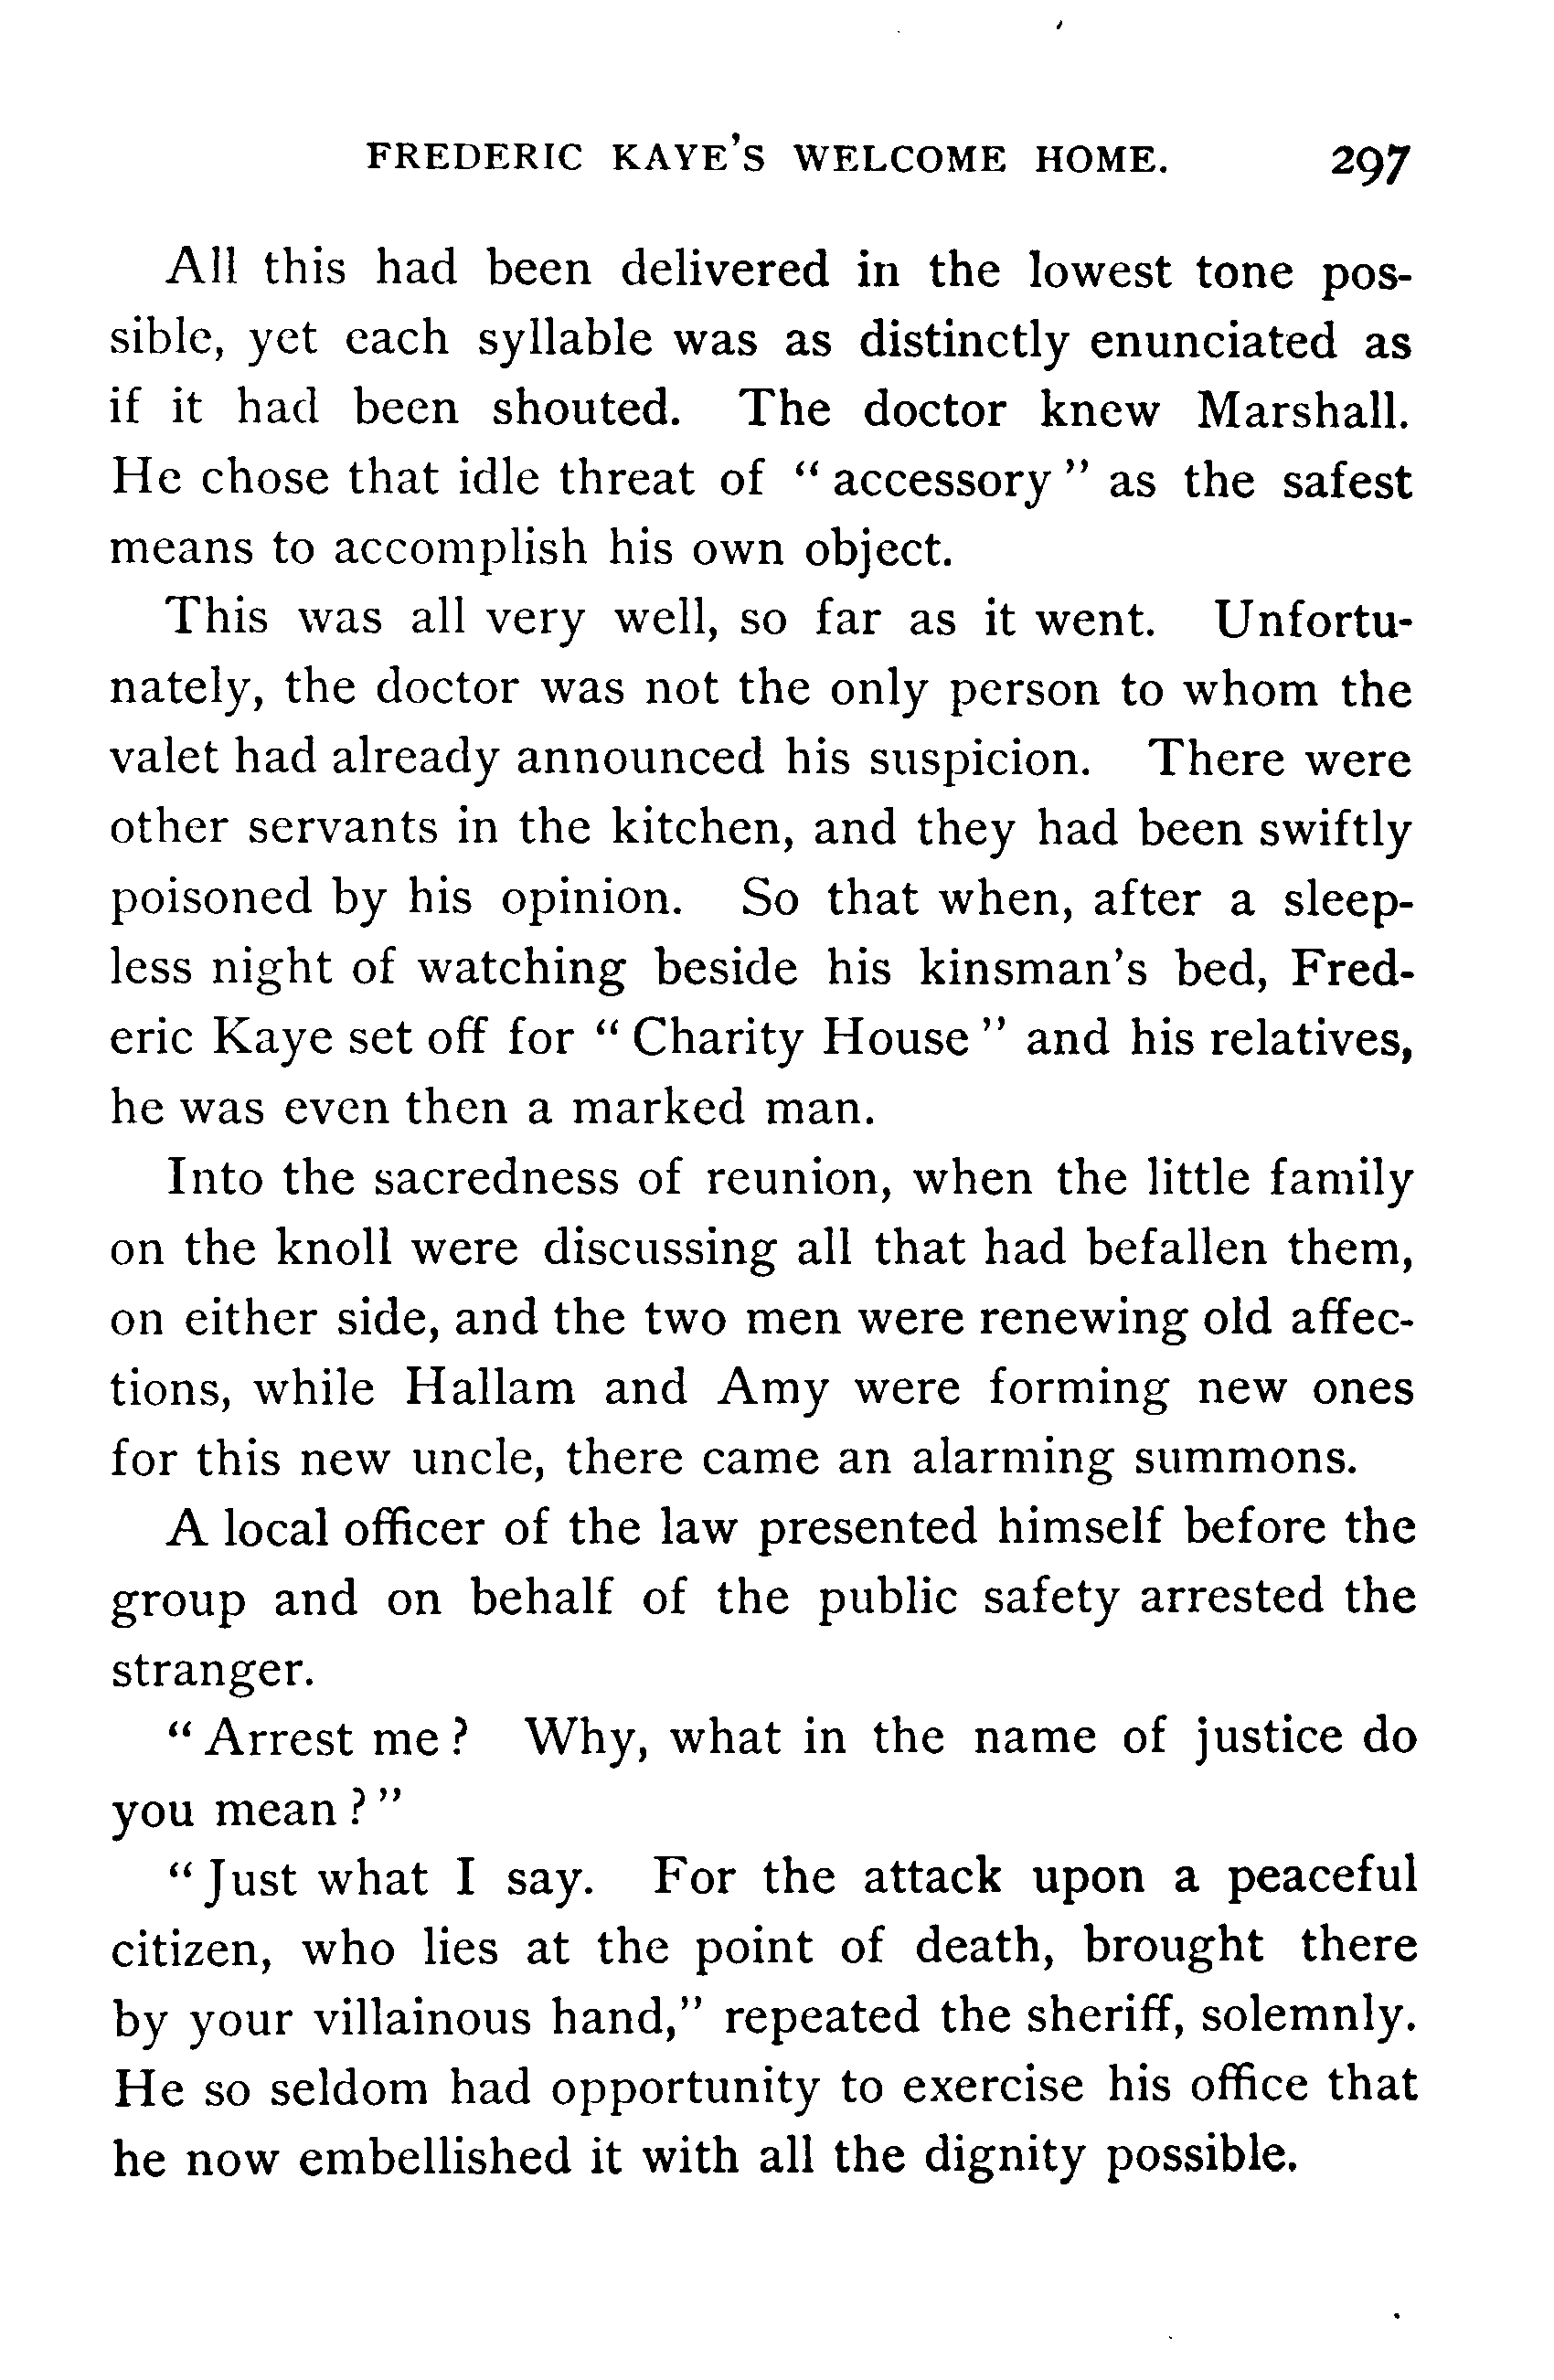 FREDERIC KAYE'S WELCOME HOME. 297
All this had been delivered in the lowest tone pos-
sible, yet each syllable was as distinctly enunciated as
if it had been shouted. The doctor knew Marshall.
He chose that idle threat of “ accessory ” as the safest
means to accomplish his own object.
This was all very well, so far as it went. Unfortu-
nately, the doctor was not the only person to whom the
valet had already announced his suspicion. There were
other servants in the kitchen, and they had been swiftly
poisoned by his opinion. So that when, after a sleep-
less night of watching beside his kinsman's bed, Fred-
eric Kaye set off for “ Charity House ” and his relatives,
he was even then a marked man.
Into the sacredness of reunion, when the little family
on the knoll were discussing all that had befallen them,
on either side, and the two men were renewing old affec-
tions, while Hallam and Amy were forming new ones
for this new uncle, there came an alarming summons.
A local officer of the law presented himself before the
group and on behalf of the public safety arrested the
stranger.
“ Arrest me ? Why, what in the name of justice do
you mean ? ”
“ Just what I say. For the attack upon a peaceful
citizen, who lies at the point of death, brought there
by your villainous hand,” repeated the sheriff, solemnly.
He so seldom had opportunity to exercise his office that
he now embellished it with all the dignity possible.